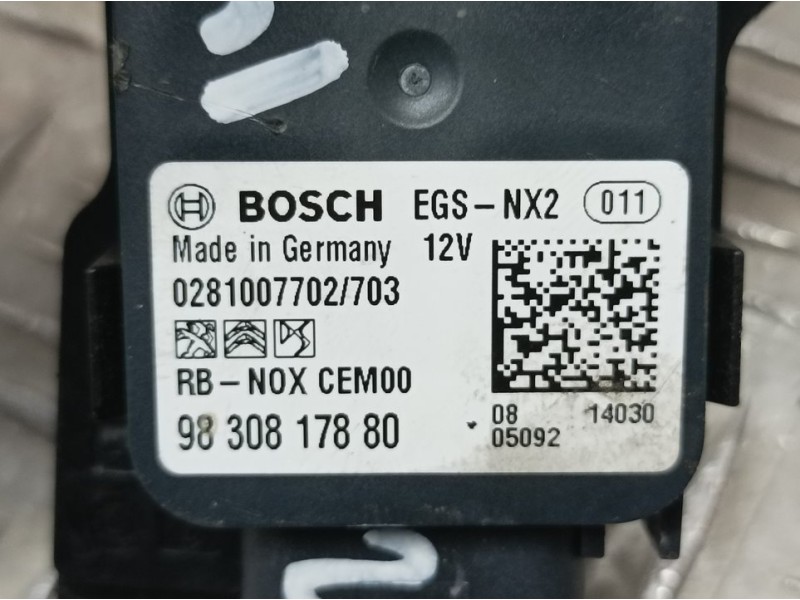 BOSCH EGS-NX2 011
Made in Germany 12V
0281007702/703
RB-NOX CEM00
98 308 178 80
08 14030
05092